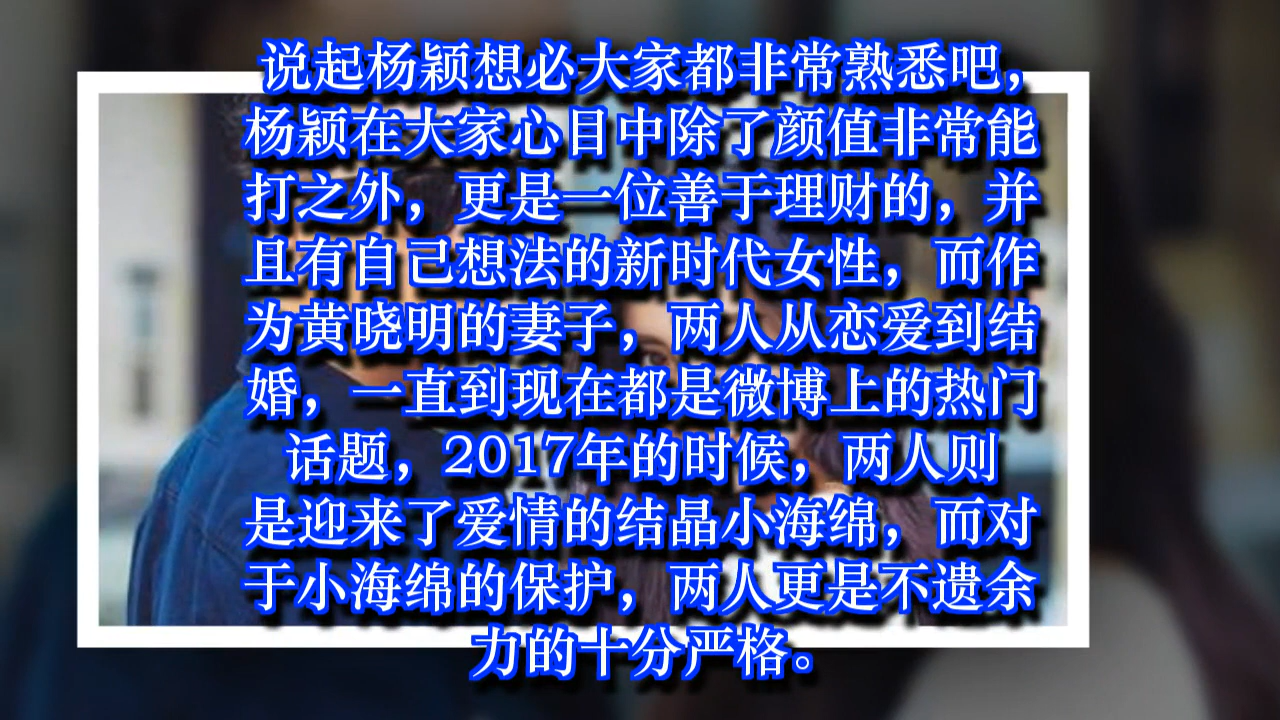 说起杨颖想必大家都非常熟悉吧，
杨颖在大家心目中除了颜值非常能
打之外，更是一位善于理财的，并
且有自己想法的新时代女性，而作
为黄晓明的妻子，两人从恋爱到结
婚，一直到现在都是微博上的热门
话题，2017年的时候，两人则
是迎来了爱情的结晶小海绵，而对
于小海绵的保护，两人更是不遗余
力的十分严格。